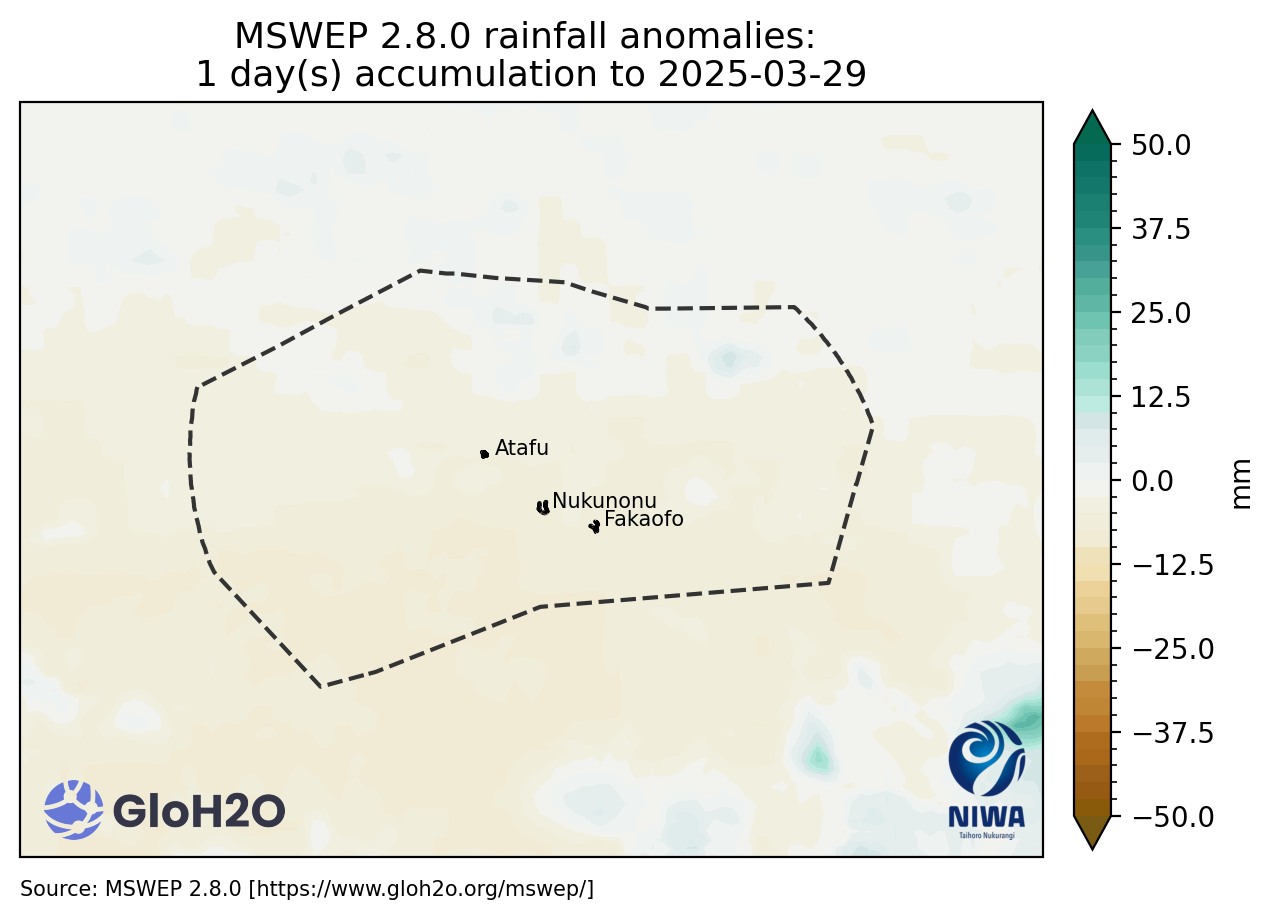 MSWEP 2.8.0 rainfall anomalies:
1 day(s) accumulation to 2025-03-29
50.0
37.5
25.0
12.5
0.0
−12.5
−25.0
−37.5
−50.0
mm
Atafu
Nukunonu
Fakaofo
GloH2O
NIWA
Taihoro Nukurangi
Source: MSWEP 2.8.0 [https://www.gloh2o.org/mswep/]